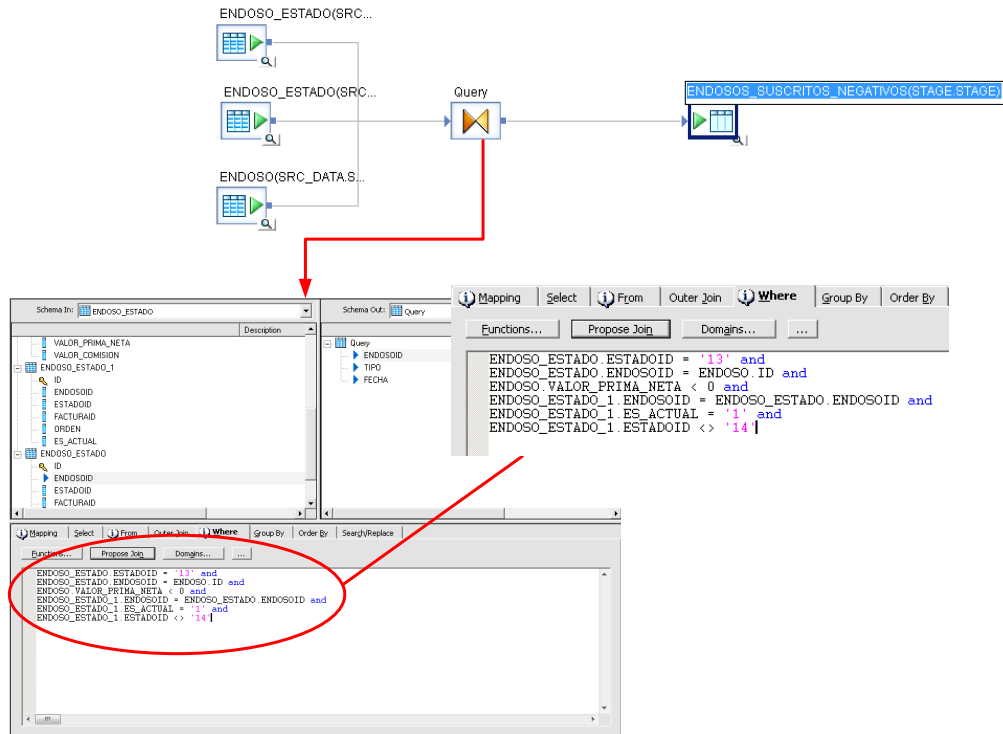 ENDOSO_ESTADO(SRC...
ENDOSO_ESTADO(SRC...
Query
ENDOSOS_SUSCRITOS_NEGATIVOS(STAGE.STAGE)
ENDOSO(SRC_DATA.S...
Schema In: ENDOSO_ESTADO
Description
VALOR_PRIMA_NETA
VALOR_COMISION
ENDOSO_ESTADO_1
ID
ENDOSOID
ESTADOID
FACTURAID
ORDEN
ES_ACTUAL
ENDOSO_ESTADO
ID
ENDOSOID
ESTADOID
FACTURAID
Schema Out: Query
Query
ENDOSOID
TIPO
FECHA
Mapping Select From Outer Join Where Group By Order By
Functions... Propose Join Domains... ...
ENDOSO_ESTADO.ESTADOID = '13' and
ENDOSO_ESTADO.ENDOSOID = ENDOSO.ID and
ENDOSO.VALOR_PRIMA_NETA < 0 and
ENDOSO_ESTADO_1.ENDOSOID = ENDOSO_ESTADO.ENDOSOID and
ENDOSO_ESTADO_1.ES_ACTUAL = '1' and
ENDOSO_ESTADO_1.ESTADOID <> '14'
Mapping Select From Outer Join Where Group By Order By Search/Replace
Functions... Propose Join Domains... ...
ENDOSO_ESTADO.ESTADOID = '13' and
ENDOSO_ESTADO.ENDOSOID = ENDOSO.ID and
ENDOSO.VALOR_PRIMA_NETA < 0 and
ENDOSO_ESTADO_1.ENDOSOID = ENDOSO_ESTADO.ENDOSOID and
ENDOSO_ESTADO_1.ES_ACTUAL = '1' and
ENDOSO_ESTADO_1.ESTADOID <> '14'